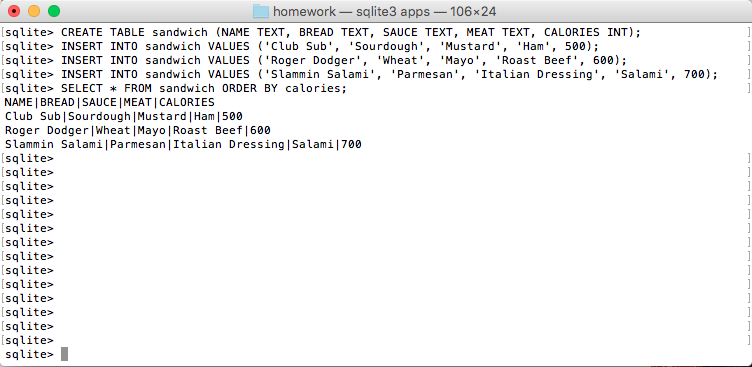 homework — sqlite3 apps — 106×24
[sqlite> CREATE TABLE sandwich (NAME TEXT, BREAD TEXT, SAUCE TEXT, MEAT TEXT, CALORIES INT); ]
[sqlite> INSERT INTO sandwich VALUES ('Club Sub', 'Sourdough', 'Mustard', 'Ham', 500); ]
[sqlite> INSERT INTO sandwich VALUES ('Roger Dodger', 'Wheat', 'Mayo', 'Roast Beef', 600); ]
[sqlite> INSERT INTO sandwich VALUES ('Slammin Salami', 'Parmesan', 'Italian Dressing', 'Salami', 700); ]
[sqlite> SELECT * FROM sandwich ORDER BY calories; ]
NAME|BREAD|SAUCE|MEAT|CALORIES
Club Sub|Sourdough|Mustard|Ham|500
Roger Dodger|Wheat|Mayo|Roast Beef|600
Slammin Salami|Parmesan|Italian Dressing|Salami|700
[sqlite> ]
[sqlite> ]
[sqlite> ]
[sqlite> ]
[sqlite> ]
[sqlite> ]
[sqlite> ]
[sqlite> ]
[sqlite> ]
[sqlite> ]
[sqlite> ]
[sqlite> ]
[sqlite> ]
[sqlite> ]
sqlite>